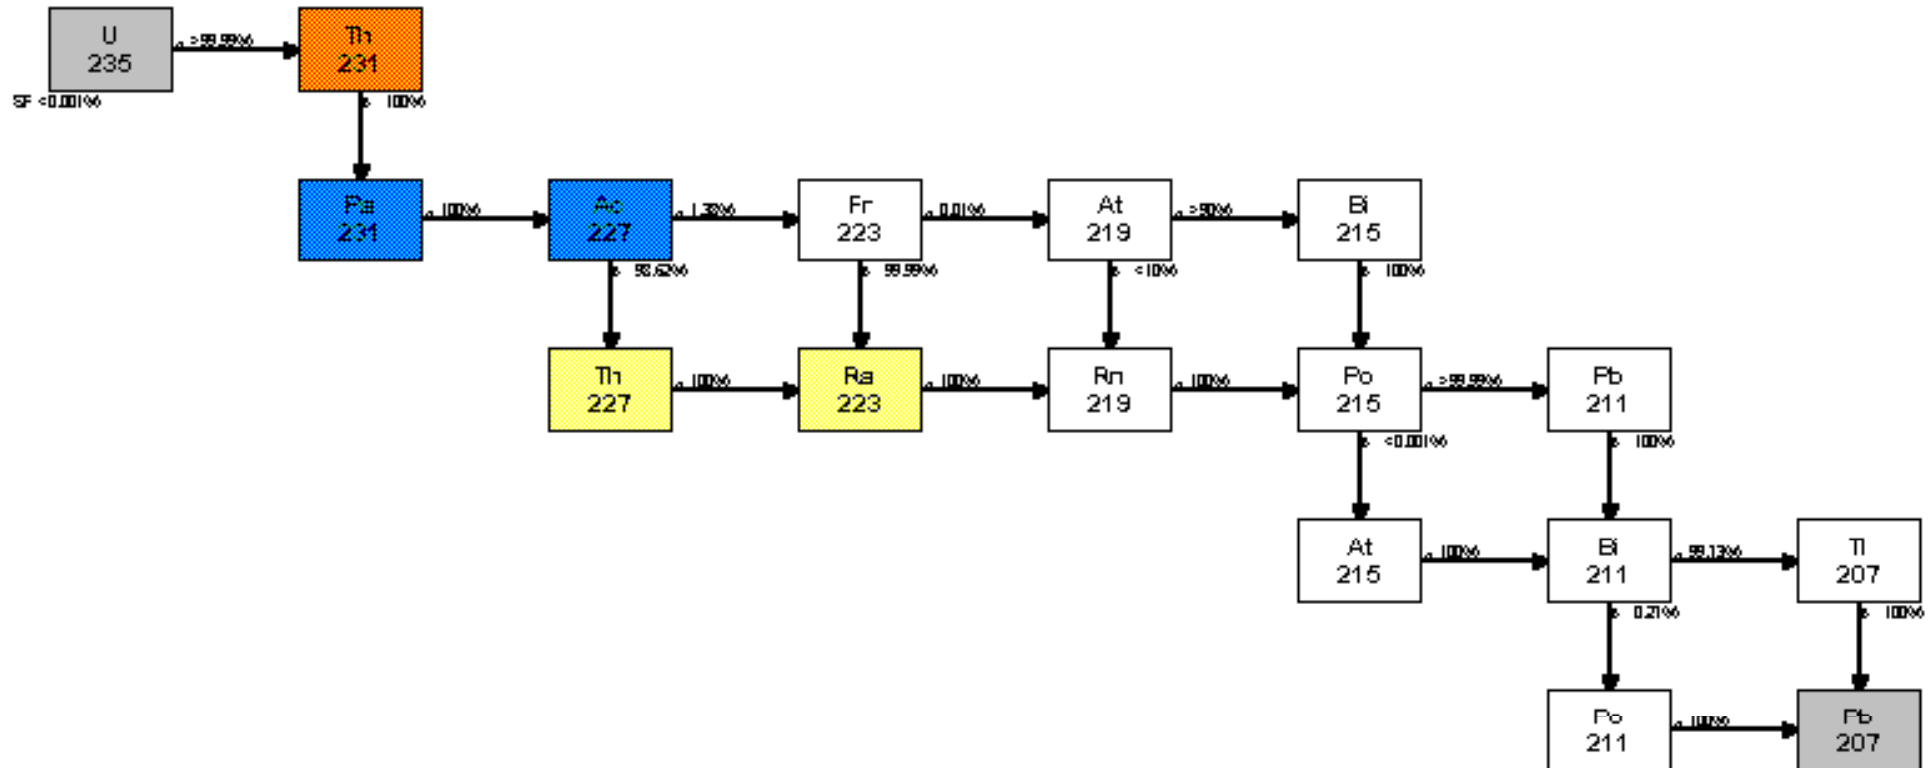 U
235
α >99.99%
Th
231
SF <0.001%
β 100%
Pa
231
α 100%
Ac
227
α 1.38%
Fr
223
α 0.01%
At
219
α >90%
Bi
215
β 98.62%
β 99.99%
β <10%
β 100%
Th
227
α 100%
Ra
223
α 100%
Rn
219
α 100%
Po
215
α >99.99%
Pb
211
β <0.001%
β 100%
At
215
α 100%
Bi
211
α 99.73%
Tl
207
β 0.21%
β 100%
Po
211
α 100%
Pb
207